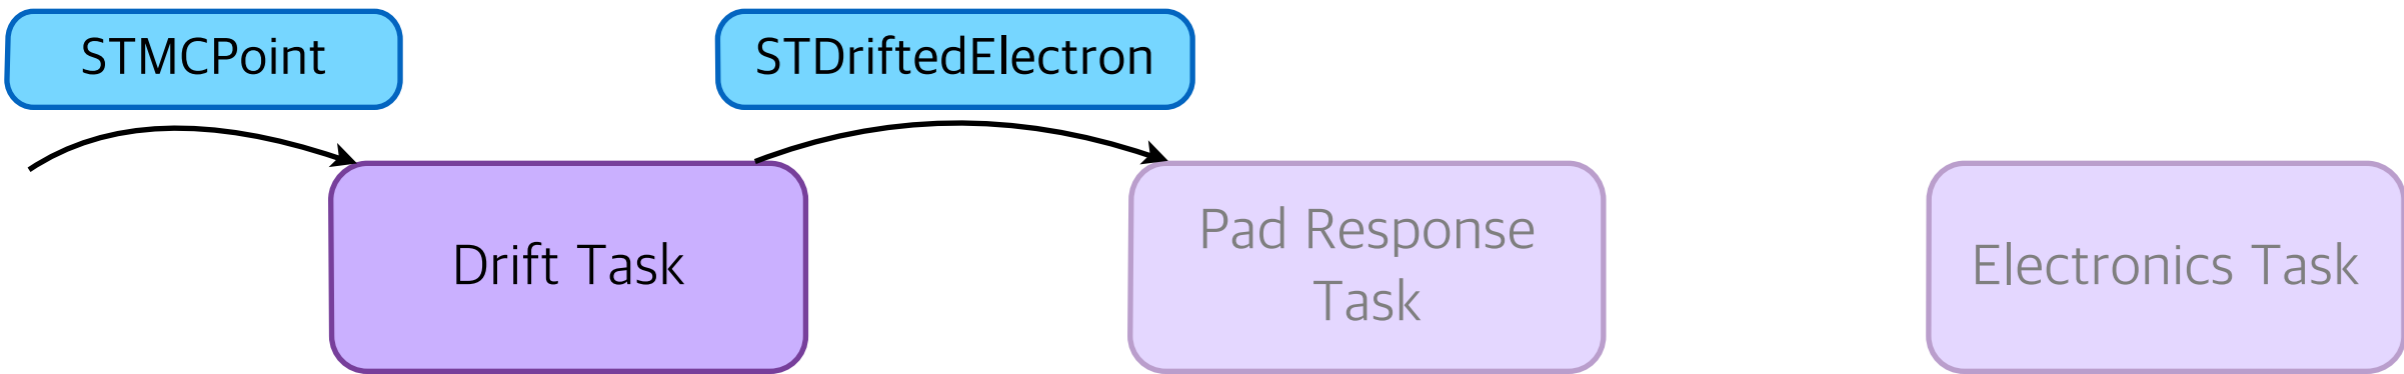 STMCPoint
STDriftedElectron
Drift Task
Pad Response
Task
Electronics Task